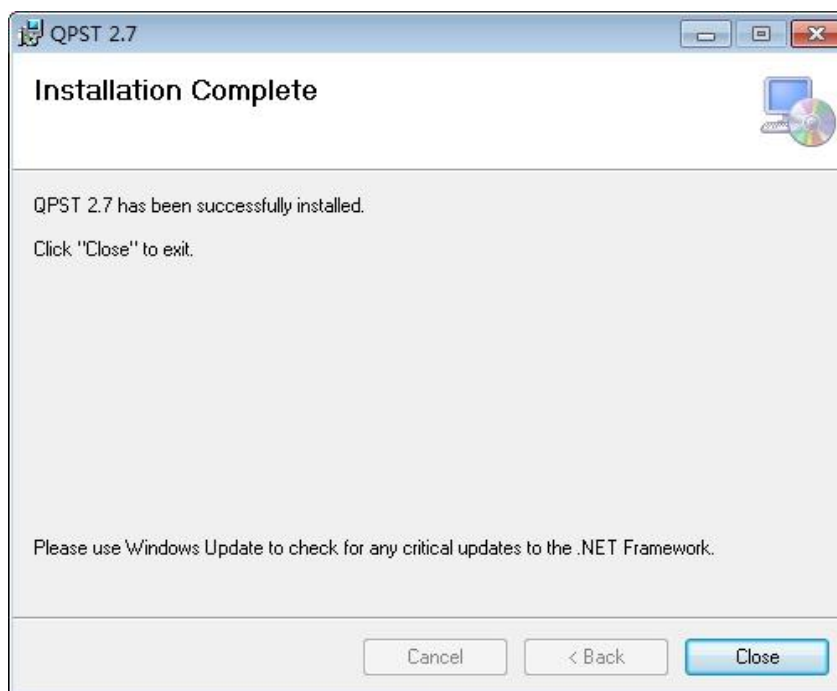 QPST 2.7
Installation Complete
QPST 2.7 has been successfully installed.
Click "Close" to exit.
Please use Windows Update to check for any critical updates to the .NET Framework.
Cancel
< Back
Close